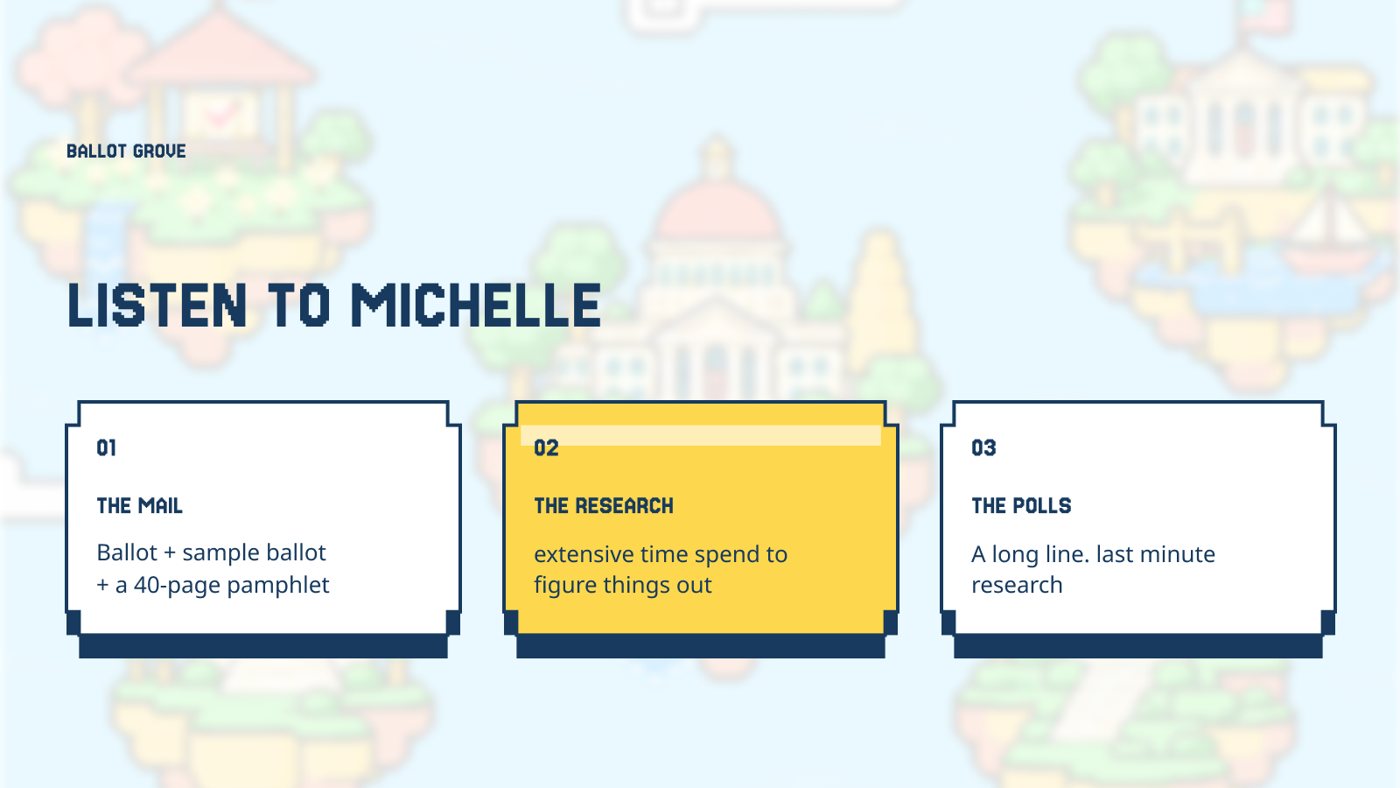 BALLOT GROVE
LISTEN TO MICHELLE
01
THE MAIL
Ballot + sample ballot
+ a 40-page pamphlet
02
THE RESEARCH
extensive time spend to
figure things out
03
THE POLLS
A long line. last minute
research